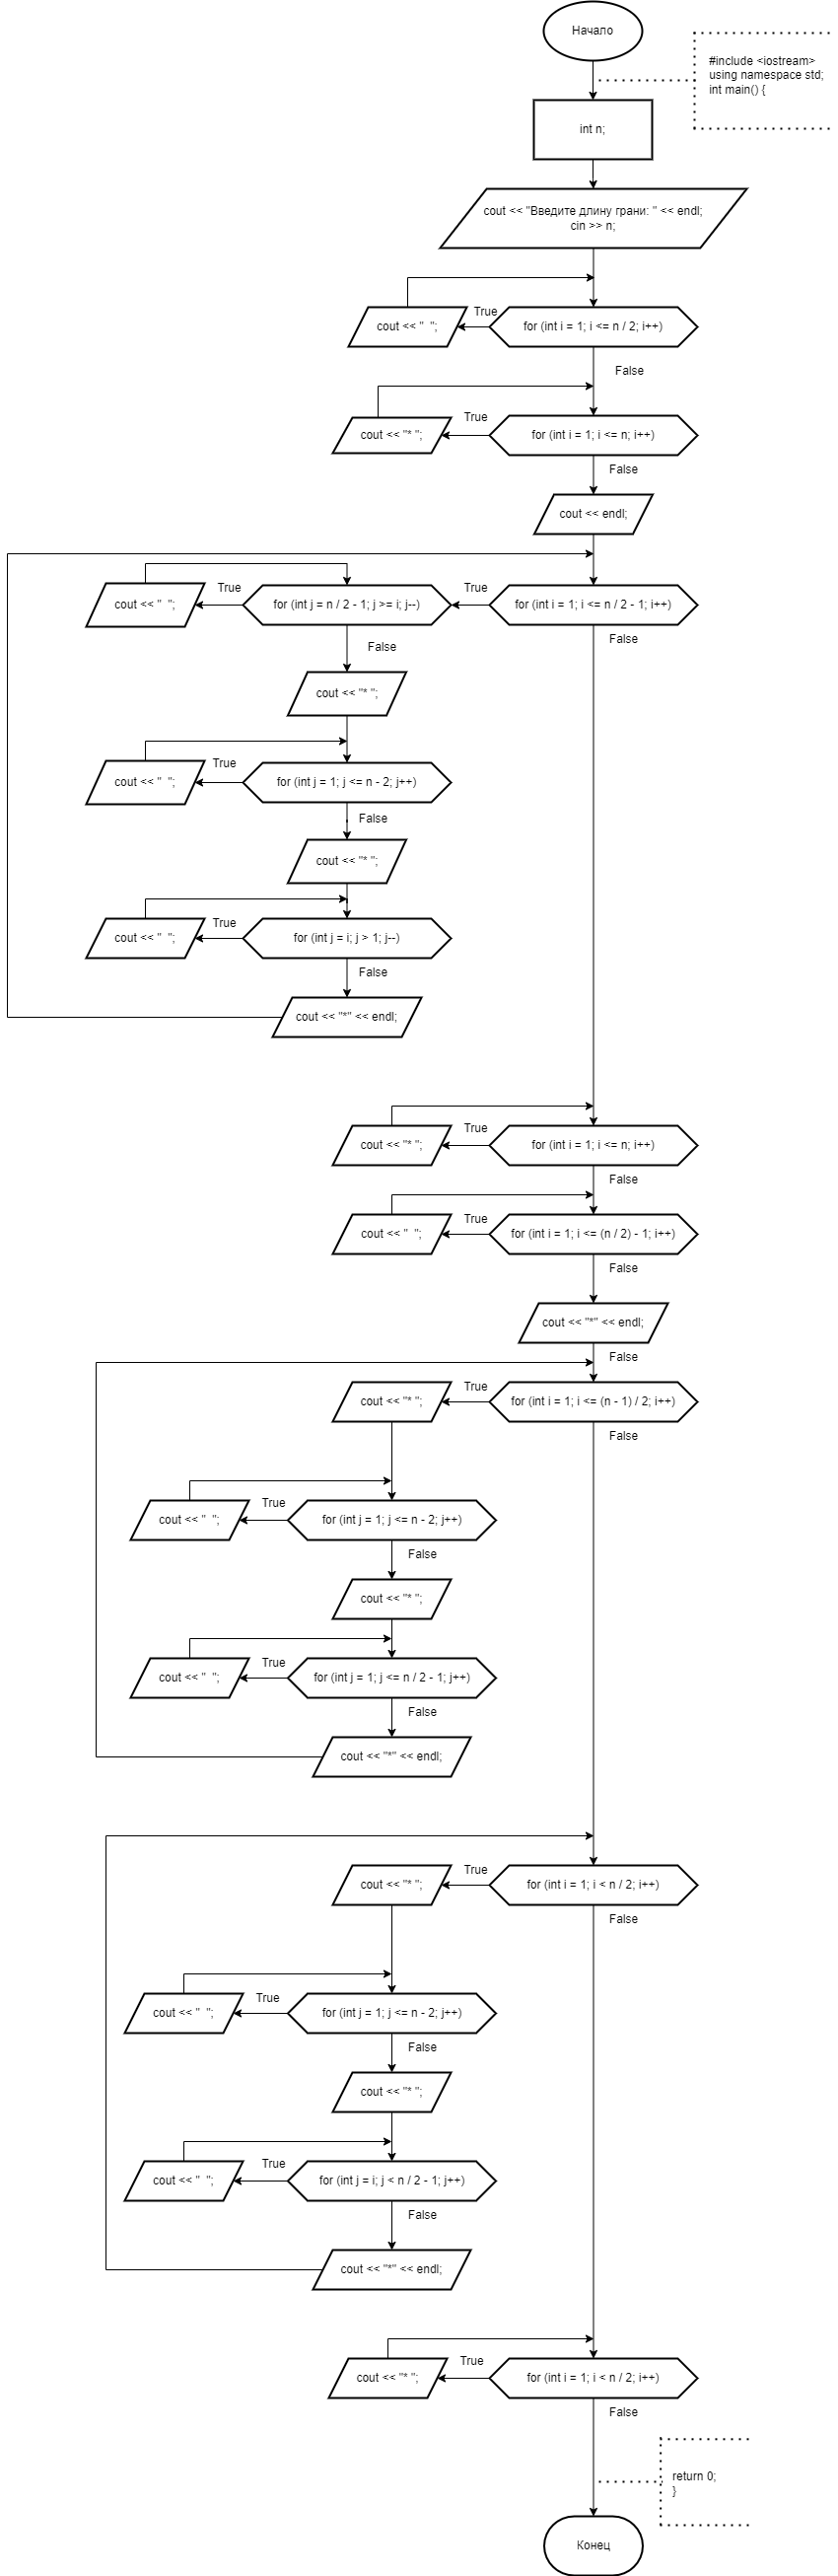 Начало
#include <iostream>
using namespace std;
int main() {
int n;
cout << "Введите длину грани: " << endl;
cin >> n;
True
cout << "  ";
for (int i = 1; i <= n / 2; i++)
False
True
cout << "* ";
for (int i = 1; i <= n; i++)
False
cout << endl;
True
True
cout << "  ";
for (int j = n / 2 - 1; j >= i; j--)
for (int i = 1; i <= n / 2 - 1; i++)
False
False
cout << "* ";
True
cout << "  ";
for (int j = 1; j <= n - 2; j++)
False
cout << "* ";
True
cout << "  ";
for (int j = i; j > 1; j--)
False
cout << "*" << endl;
True
cout << "* ";
for (int i = 1; i <= n; i++)
False
True
cout << "  ";
for (int i = 1; i <= (n / 2) - 1; i++)
False
cout << "*" << endl;
False
True
cout << "* ";
for (int i = 1; i <= (n - 1) / 2; i++)
False
True
cout << "  ";
for (int j = 1; j <= n - 2; j++)
False
cout << "* ";
True
cout << "  ";
for (int j = 1; j <= n / 2 - 1; j++)
False
cout << "*" << endl;
True
cout << "* ";
for (int i = 1; i < n / 2; i++)
False
True
cout << "  ";
for (int j = 1; j <= n - 2; j++)
False
cout << "* ";
True
cout << "  ";
for (int j = i; j < n / 2 - 1; j++)
False
cout << "*" << endl;
True
cout << "* ";
for (int i = 1; i < n / 2; i++)
False
return 0;
}
Конец